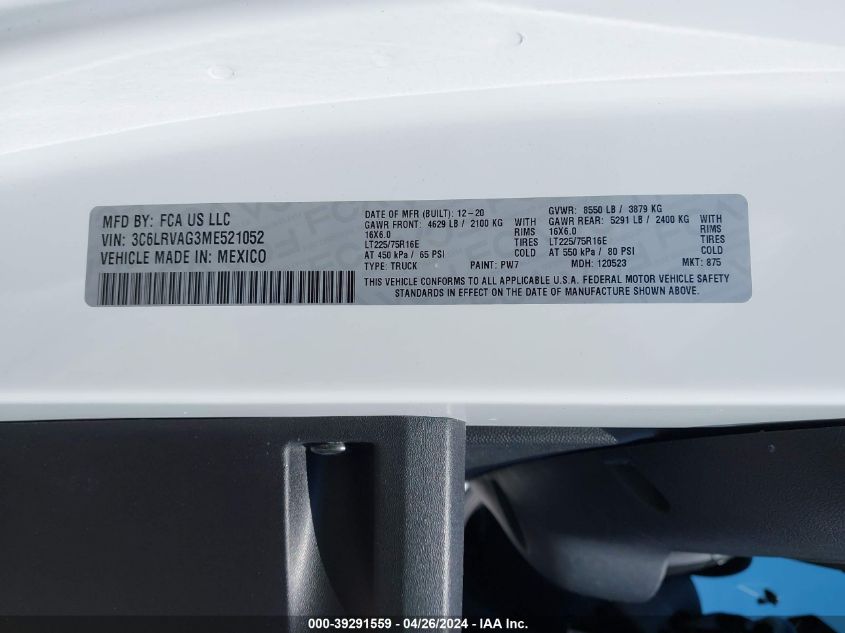 MFD BY: FCA US LLC
VIN: 3C6LRVAG3ME521052
VEHICLE MADE IN: MEXICO
DATE OF MFR (BUILT): 12-20
GAWR FRONT: 4629 LB / 2100 KG WITH
16X6.0 RIMS
LT225/75R16E TIRES
AT 450 kPa / 65 PSI COLD
TYPE: TRUCK PAINT: PW7
GVWR: 8550 LB / 3879 KG
GAWR REAR: 5291 LB / 2400 KG WITH
16X6.0 RIMS
LT225/75R16E TIRES
AT 550 kPa / 80 PSI COLD
MDH: 120523 MKT: 875
THIS VEHICLE CONFORMS TO ALL APPLICABLE U.S.A. FEDERAL MOTOR VEHICLE SAFETY
STANDARDS IN EFFECT ON THE DATE OF MANUFACTURE SHOWN ABOVE.
000-39291559 - 04/26/2024 - IAA Inc.